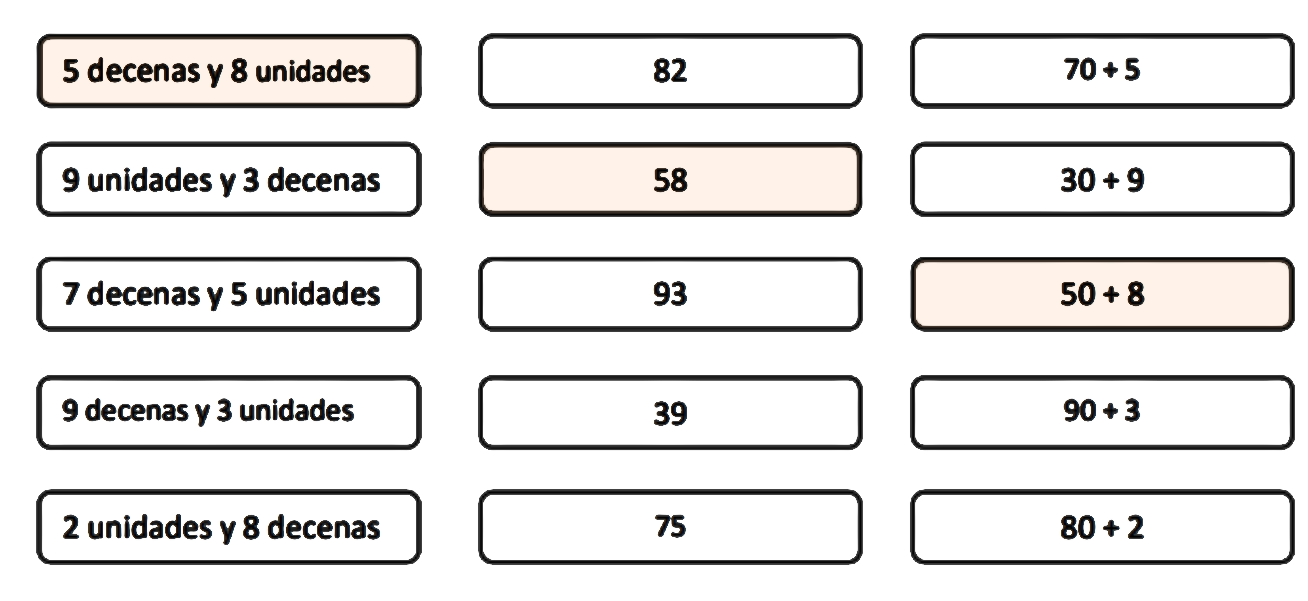 5 decenas y 8 unidades
82
70 + 5
9 unidades y 3 decenas
58
30 + 9
7 decenas y 5 unidades
93
50 + 8
9 decenas y 3 unidades
39
90 + 3
2 unidades y 8 decenas
75
80 + 2